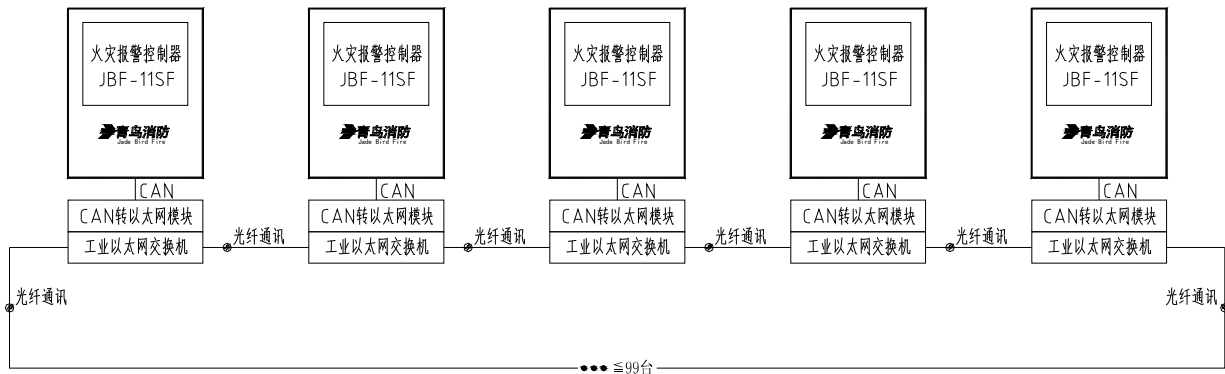 火灾报警控制器
JBF-11SF
青鸟消防
Jade Bird Fire
CAN
CAN转以太网模块
工业以太网交换机
火灾报警控制器
JBF-11SF
青鸟消防
Jade Bird Fire
CAN
CAN转以太网模块
工业以太网交换机
火灾报警控制器
JBF-11SF
青鸟消防
Jade Bird Fire
CAN
CAN转以太网模块
工业以太网交换机
火灾报警控制器
JBF-11SF
青鸟消防
Jade Bird Fire
CAN
CAN转以太网模块
工业以太网交换机
火灾报警控制器
JBF-11SF
青鸟消防
Jade Bird Fire
CAN
CAN转以太网模块
工业以太网交换机
光纤通讯
光纤通讯
光纤通讯
光纤通讯
光纤通讯
光纤通讯
≦99台